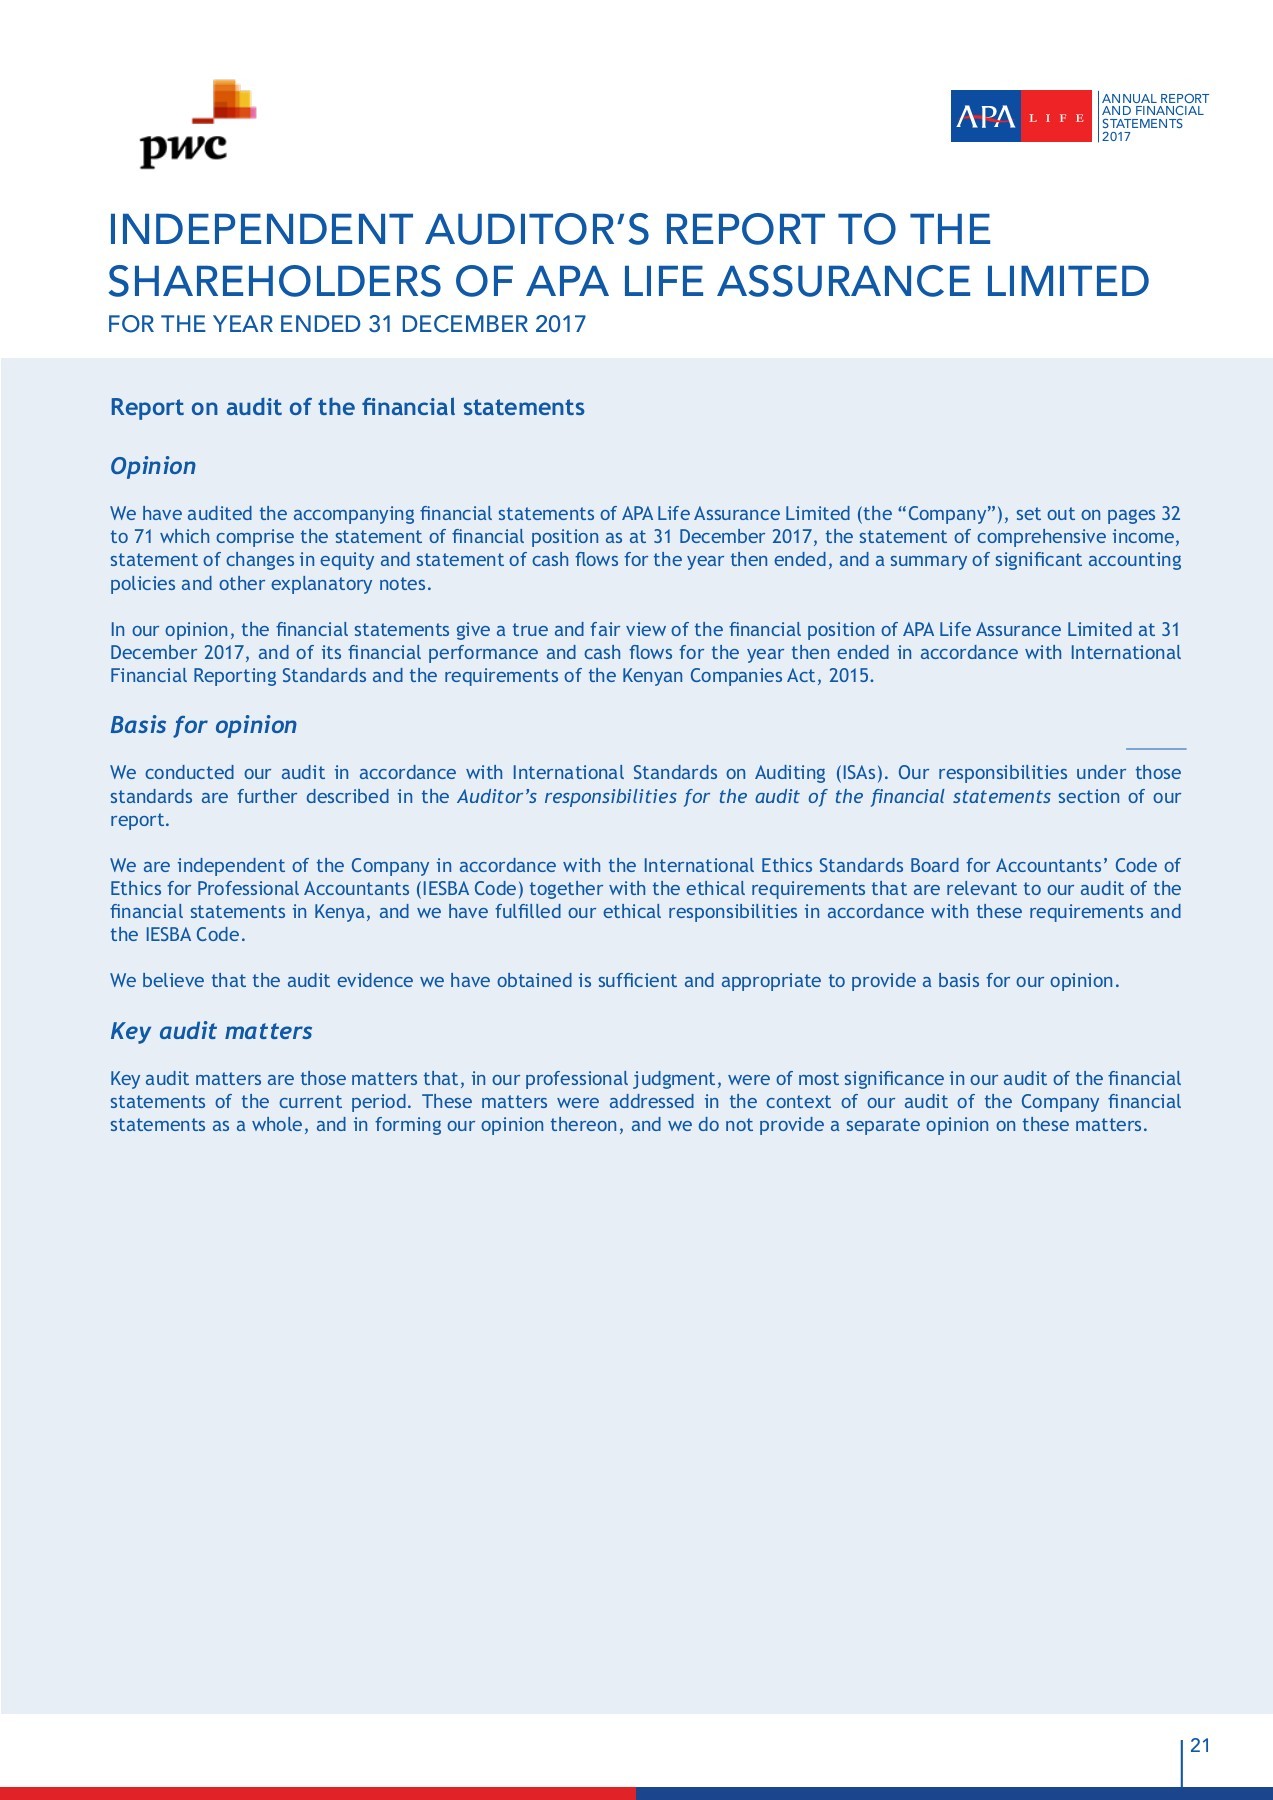 pwc
APA LIFE
ANNUAL REPORT
AND FINANCIAL
STATEMENTS
2017
INDEPENDENT AUDITOR’S REPORT TO THE
SHAREHOLDERS OF APA LIFE ASSURANCE LIMITED
FOR THE YEAR ENDED 31 DECEMBER 2017
Report on audit of the financial statements
Opinion
We have audited the accompanying financial statements of APA Life Assurance Limited (the “Company”), set out on pages 32
to 71 which comprise the statement of financial position as at 31 December 2017, the statement of comprehensive income,
statement of changes in equity and statement of cash flows for the year then ended, and a summary of significant accounting
policies and other explanatory notes.
In our opinion, the financial statements give a true and fair view of the financial position of APA Life Assurance Limited at 31
December 2017, and of its financial performance and cash flows for the year then ended in accordance with International
Financial Reporting Standards and the requirements of the Kenyan Companies Act, 2015.
Basis for opinion
We conducted our audit in accordance with International Standards on Auditing (ISAs). Our responsibilities under those
standards are further described in the Auditor’s responsibilities for the audit of the financial statements section of our
report.
We are independent of the Company in accordance with the International Ethics Standards Board for Accountants’ Code of
Ethics for Professional Accountants (IESBA Code) together with the ethical requirements that are relevant to our audit of the
financial statements in Kenya, and we have fulfilled our ethical responsibilities in accordance with these requirements and
the IESBA Code.
We believe that the audit evidence we have obtained is sufficient and appropriate to provide a basis for our opinion.
Key audit matters
Key audit matters are those matters that, in our professional judgment, were of most significance in our audit of the financial
statements of the current period. These matters were addressed in the context of our audit of the Company financial
statements as a whole, and in forming our opinion thereon, and we do not provide a separate opinion on these matters.
21